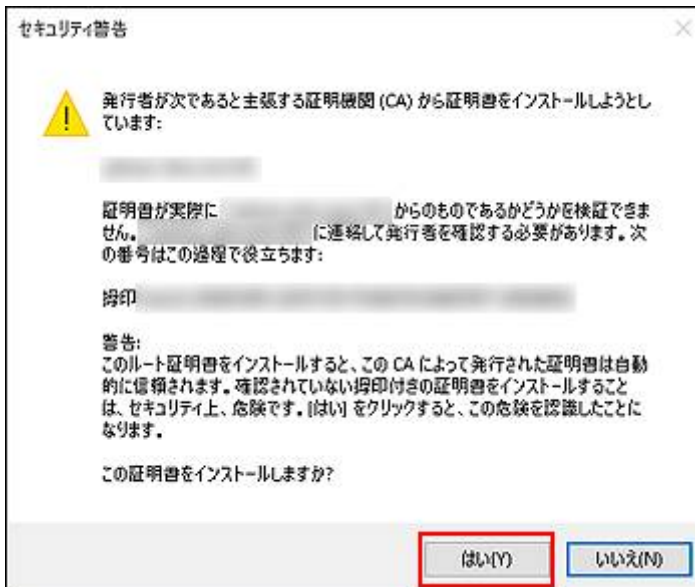 セキュリティ警告
発行者が次であると主張する証明機関 (CA) から証明書をインストールしようとし
ています:
証明書が実際に からのものであるかどうかを検証できま
せん。 に連絡して発行者を確認する必要があります。次
の番号はこの過程で役立ちます:
拇印
警告:
このルート証明書をインストールすると、この CA によって発行された証明書は自動
的に信頼されます。確認されていない拇印付きの証明書をインストールすること
は、セキュリティ上、危険です。[はい] をクリックすると、この危険を認識したことに
なります。
この証明書をインストールしますか?
はい(Y) いいえ(N)